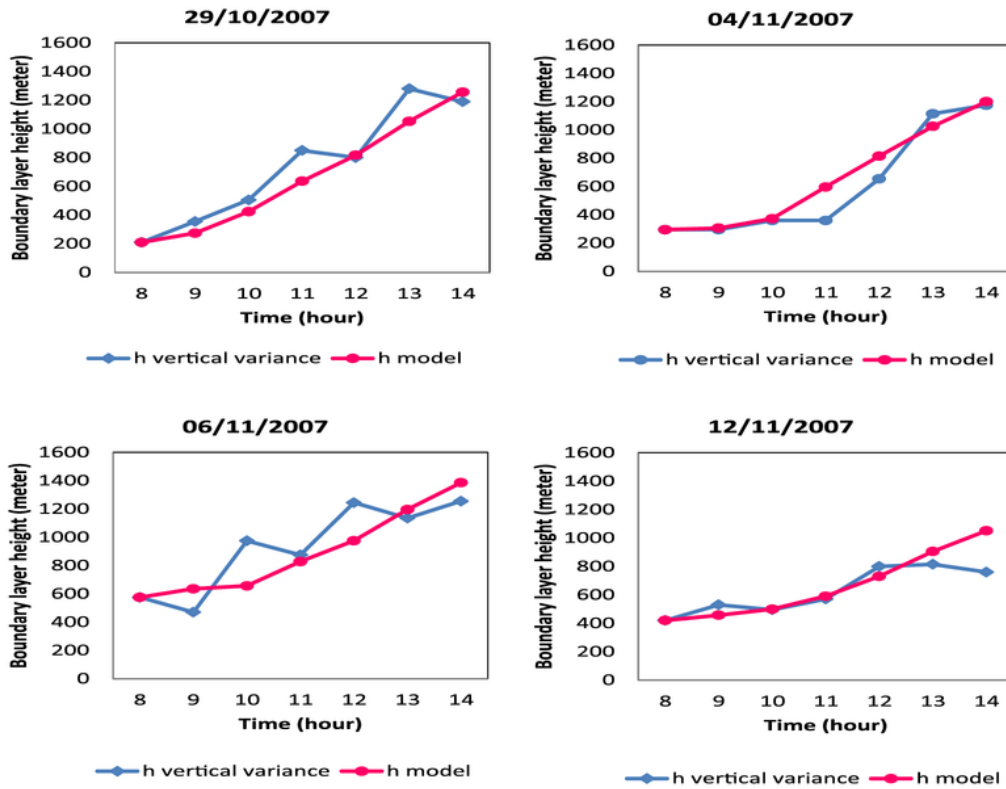 29/10/2007
Boundary layer height (meter)
1600
1400
1200
1000
800
600
400
200
0
8 9 10 11 12 13 14
Time (hour)
h vertical variance h model
04/11/2007
Boundary layer height (meter)
1600
1400
1200
1000
800
600
400
200
0
8 9 10 11 12 13 14
Time (hour)
h vertical variance h model
06/11/2007
Boundary layer height (meter)
1600
1400
1200
1000
800
600
400
200
0
8 9 10 11 12 13 14
Time (hour)
h vertical variance h model
12/11/2007
Boundary layer height (meter)
1600
1400
1200
1000
800
600
400
200
0
8 9 10 11 12 13 14
Time (hour)
h vertical variance h model